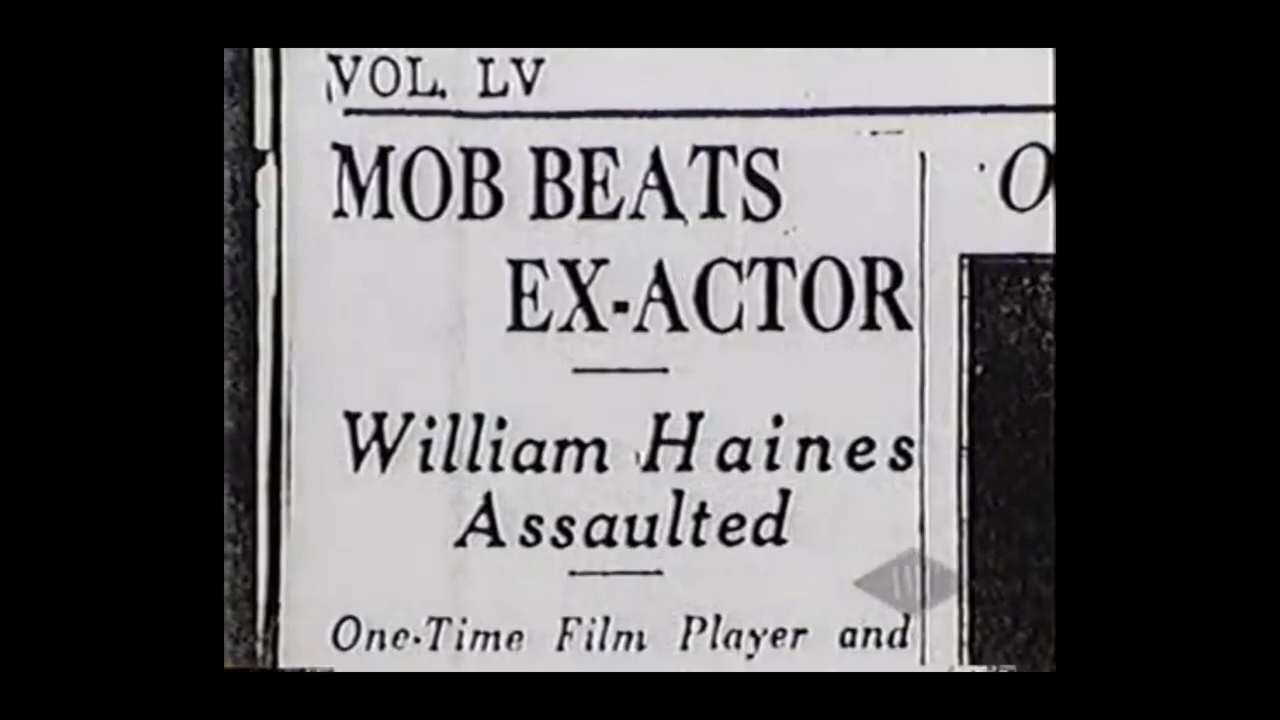 VOL. LV
MOB BEATS
EX-ACTOR
William Haines
Assaulted
One-Time Film Player and